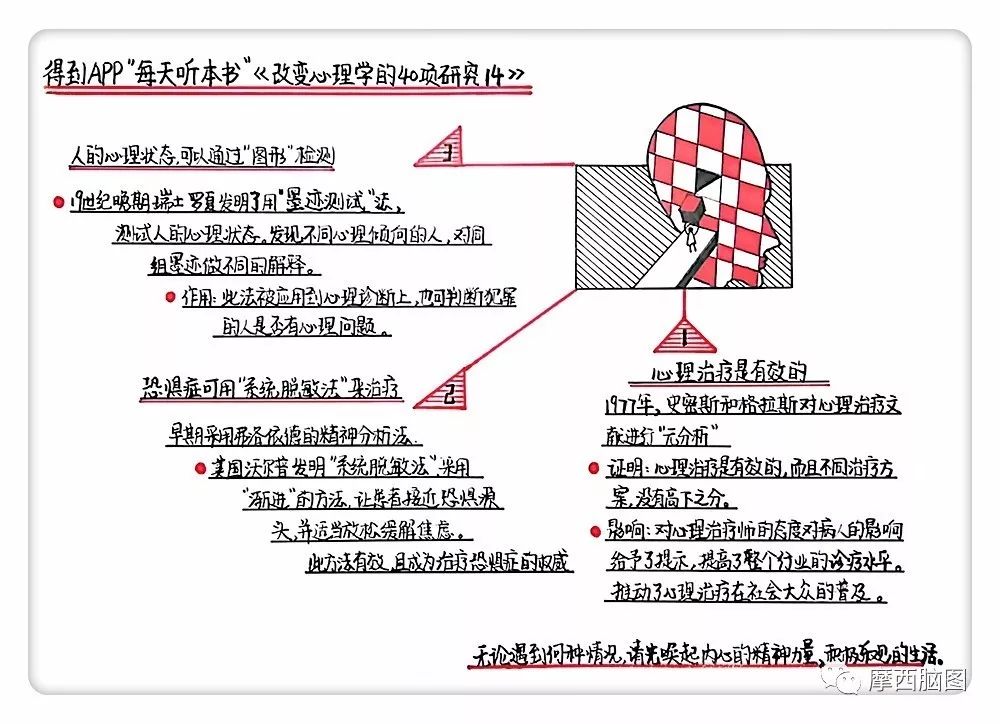 得到APP“每天听本书”《改变心理学的40项研究14》
1
心理治疗是有效的
1977年，史密斯和格拉斯对心理治疗文
献进行“元分析”
证明：心理治疗是有效的，而且不同治疗方
案，没有高下之分。
影响：对心理治疗师的态度对病人的影响
给予了提示，提高了整个行业的诊疗水平。
推动了心理治疗在社会大众的普及。
2
恐惧症可用“系统脱敏法”来治疗
早期采用弗洛依德的精神分析法.
美国沃尔普发明“系统脱敏法”采用
“渐进”的方法，让患者接近恐惧源
头，并适当放松缓解焦虑。
此方法有效，且成为治疗恐惧症的权威
3
人的心理状态，可以通过“图形”检测
19世纪晚期瑞士罗夏发明了用“墨迹测试”法，
测试人的心理状态。发现不同心理倾向的人，对同
组墨迹做不同的解释。
作用：此法被应用到心理诊断上，也可判断犯罪
的人是否有心理问题。
无论遇到何种情况，请先唤起内心的精神力量、积极乐观的生活。
摩西脑图